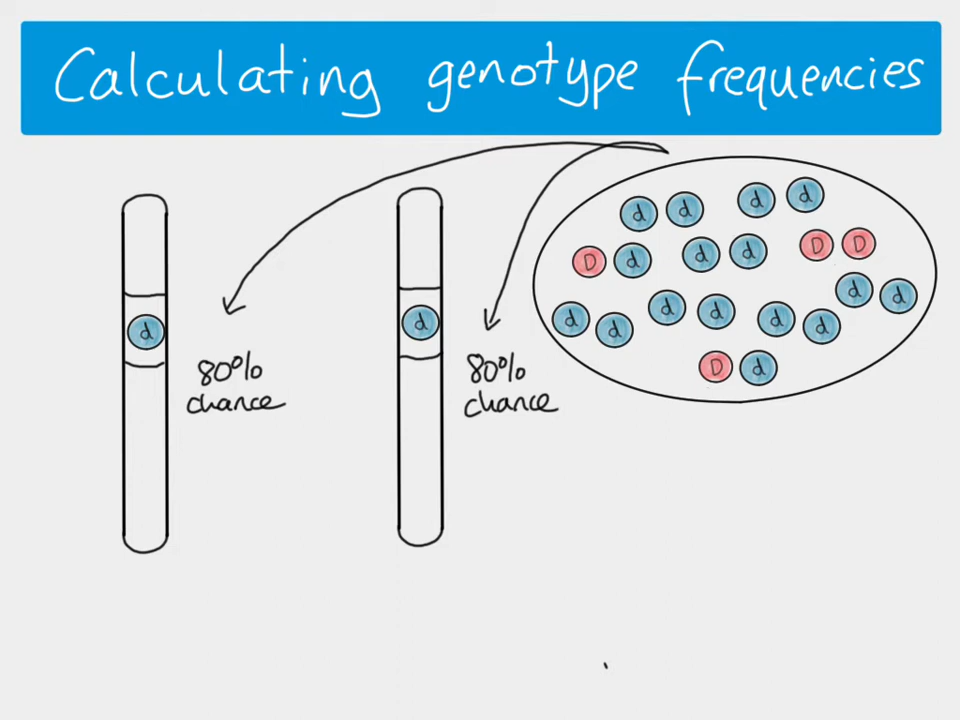 Calculating genotype frequencies
d d d d
D d d d D D
d d d d d d d d
D d
d d
80% 80%
chance chance